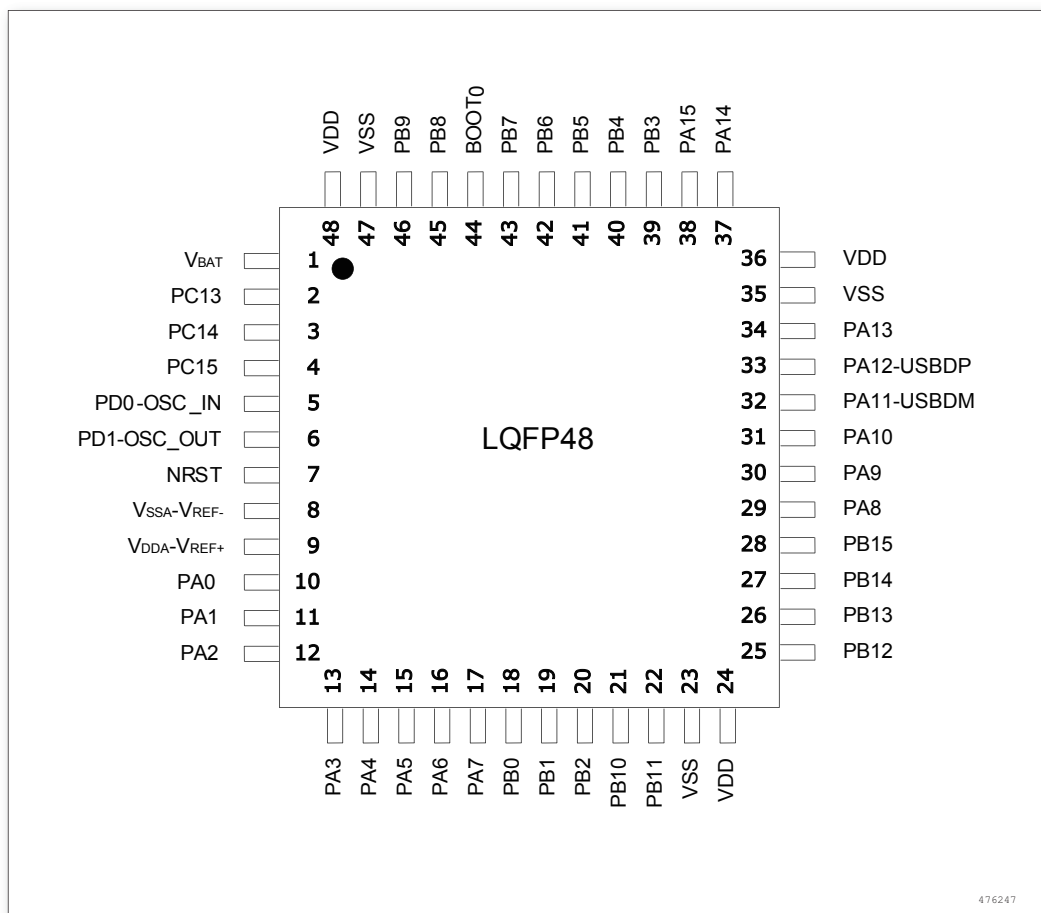 VDD
VSS
PB9
PB8
BOOT0
PB7
PB6
PB5
PB4
PB3
PA15
PA14
48
47
46
45
44
43
42
41
40
39
38
37
VBAT 1
PC13 2
PC14 3
PC15 4
PD0-OSC_IN 5
PD1-OSC_OUT 6
NRST 7
VSSA-VREF- 8
VDDA-VREF+ 9
PA0 10
PA1 11
PA2 12
LQFP48
36 VDD
35 VSS
34 PA13
33 PA12-USBDP
32 PA11-USBDM
31 PA10
30 PA9
29 PA8
28 PB15
27 PB14
26 PB13
25 PB12
13
14
15
16
17
18
19
20
21
22
23
24
PA3
PA4
PA5
PA6
PA7
PB0
PB1
PB2
PB10
PB11
VSS
VDD
476247